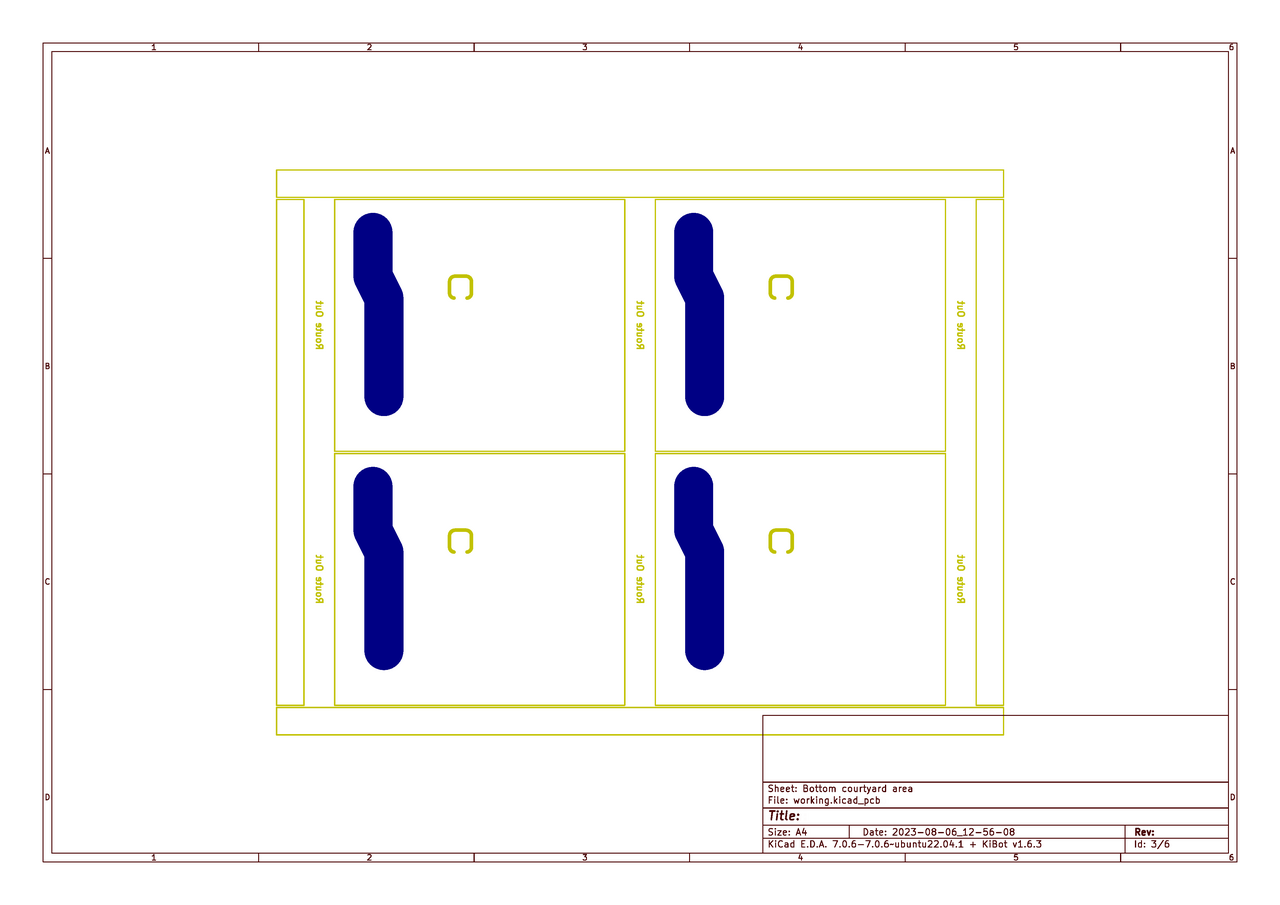 1 2 3 4 5 6
A A
Route Out Route Out Route Out
B B
C C
Route Out Route Out Route Out
D D
Sheet: Bottom courtyard area
File: working.kicad_pcb
Title:
Size: A4 Date: 2023-08-06_12-56-08 Rev:
KiCad E.D.A. 7.0.6-7.0.6~ubuntu22.04.1 + KiBot v1.6.3 Id: 3/6
1 2 3 4 5 6